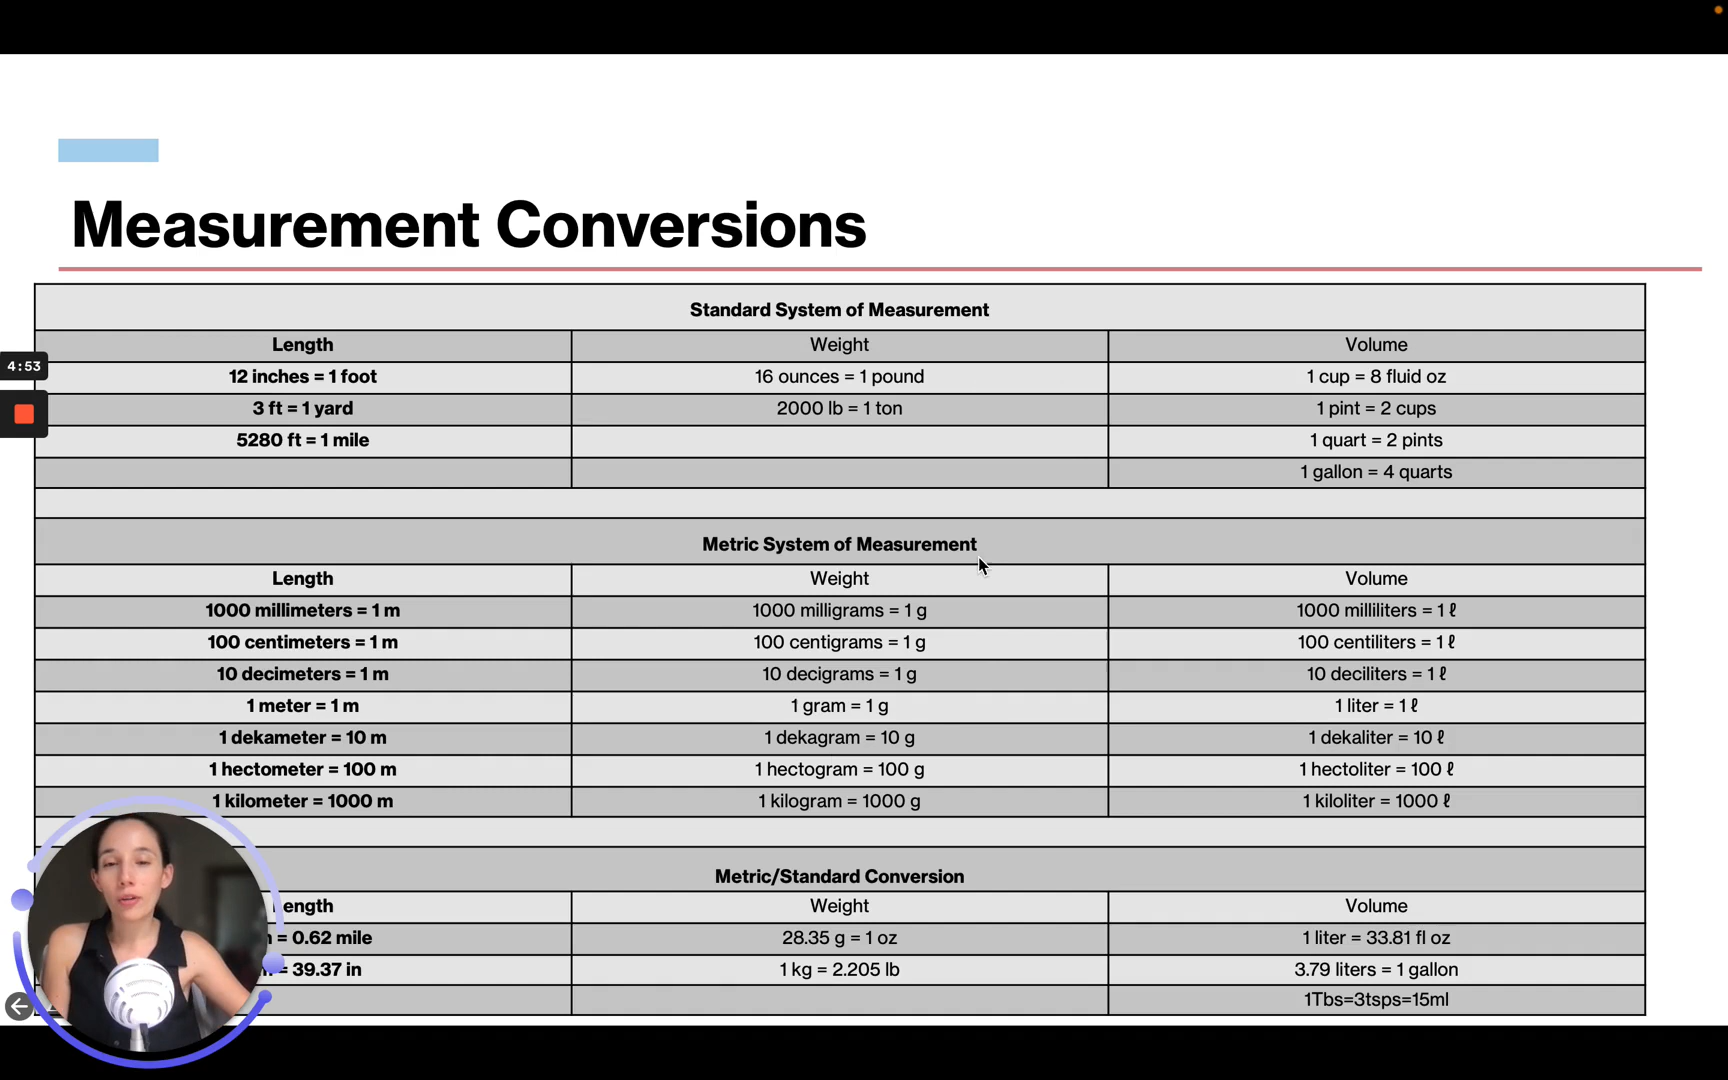 Measurement Conversions
Standard System of Measurement
Length Weight Volume
12 inches = 1 foot 16 ounces = 1 pound 1 cup = 8 fluid oz
3 ft = 1 yard 2000 lb = 1 ton 1 pint = 2 cups
4:53
5280 ft = 1 mile 1 quart = 2 pints
1 gallon = 4 quarts
Metric System of Measurement
Length Weight Volume
1000 millimeters = 1 m 1000 milligrams = 1 g 1000 milliliters = 1 ℓ
100 centimeters = 1 m 100 centigrams = 1 g 100 centiliters = 1 ℓ
10 decimeters = 1 m 10 decigrams = 1 g 10 deciliters = 1 ℓ
1 meter = 1 m 1 gram = 1 g 1 liter = 1 ℓ
1 dekameter = 10 m 1 dekagram = 10 g 1 dekaliter = 10 ℓ
1 hectometer = 100 m 1 hectogram = 100 g 1 hectoliter = 100 ℓ
1 kilometer = 1000 m 1 kilogram = 1000 g 1 kiloliter = 1000 ℓ
Metric/Standard Conversion
ength Weight Volume
= 0.62 mile 28.35 g = 1 oz 1 liter = 33.81 fl oz
= 39.37 in 1 kg = 2.205 lb 3.79 liters = 1 gallon
1Tbs=3tsps=15ml